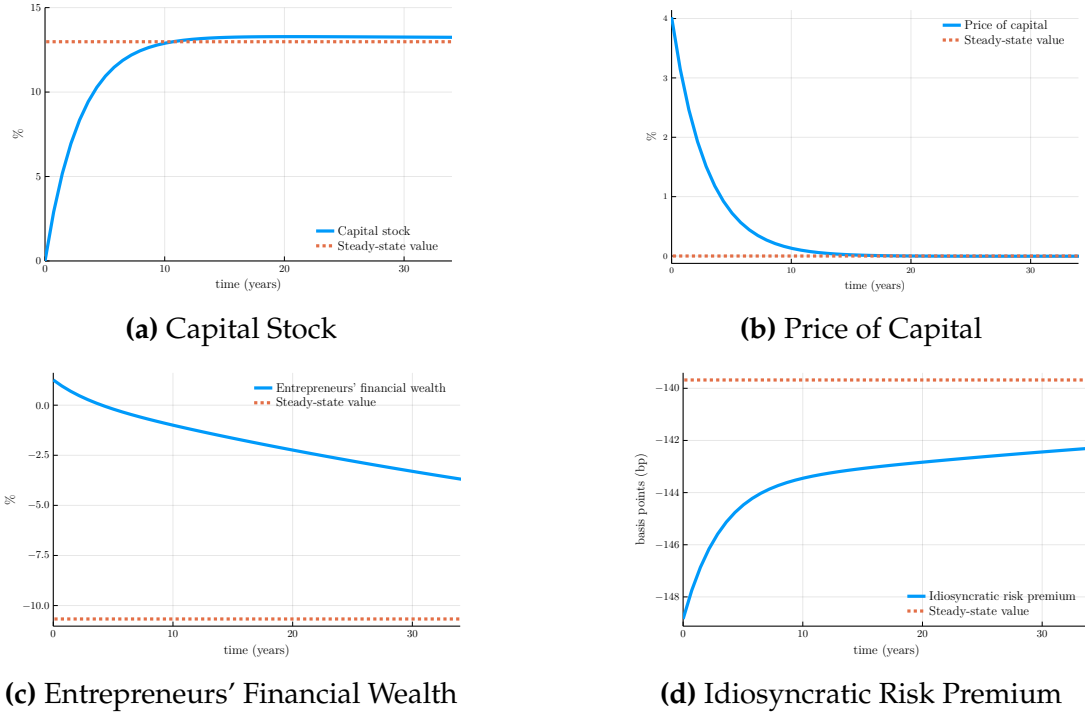 15
10
5
0
%
0
10
20
30
time (years)
Capital stock
Steady-state value
(a) Capital Stock
4
3
2
1
0
%
0
10
20
30
time (years)
Price of capital
Steady-state value
(b) Price of Capital
0.0
−2.5
−5.0
−7.5
−10.0
%
0
10
20
30
time (years)
Entrepreneurs' financial wealth
Steady-state value
(c) Entrepreneurs' Financial Wealth
−140
−142
−144
−146
−148
basis points (bp)
0
10
20
30
time (years)
Idiosyncratic risk premium
Steady-state value
(d) Idiosyncratic Risk Premium